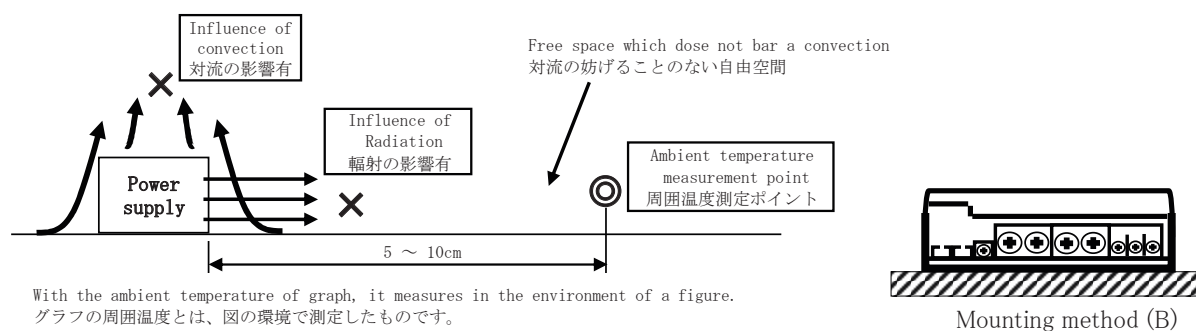 Influence of
convection
対流の影響有
Free space which dose not bar a convection
対流の妨げることのない自由空間
Influence of
Radiation
輻射の影響有
Ambient temperature
measurement point
周囲温度測定ポイント
Power
supply
5 ～ 10cm
With the ambient temperature of graph, it measures in the environment of a figure.
グラフの周囲温度とは、図の環境で測定したものです。
Mounting method (B)